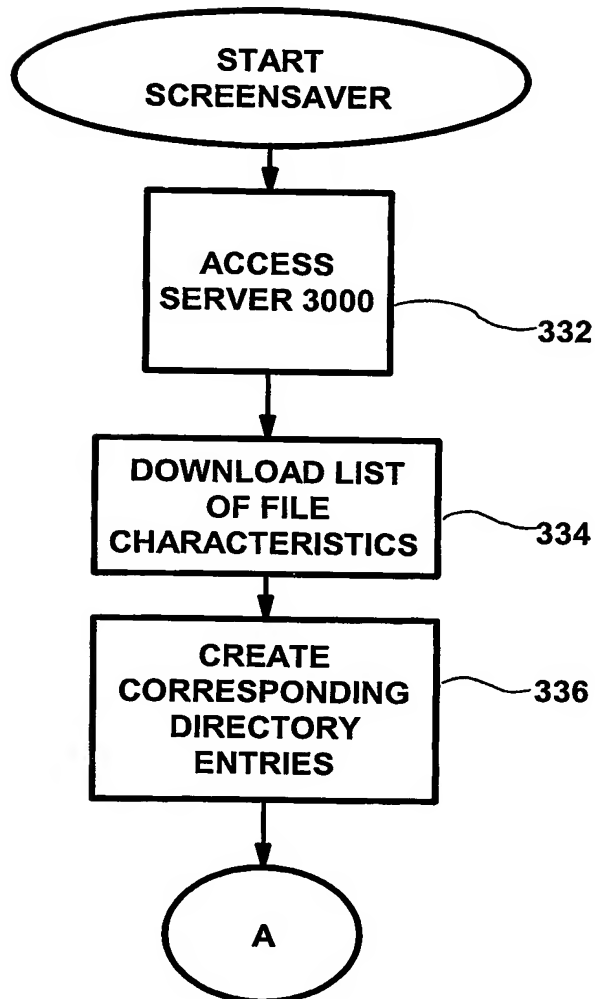 START
SCREENSAVER
ACCESS
SERVER 3000
332
DOWNLOAD LIST
OF FILE
CHARACTERISTICS
334
CREATE
CORRESPONDING
DIRECTORY
ENTRIES
336
A